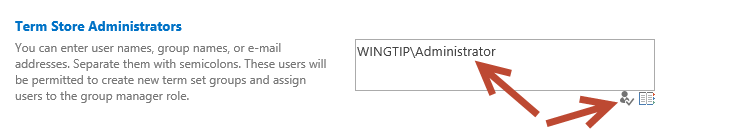 Term Store Administrators
You can enter user names, group names, or e-mail
addresses. Separate them with semicolons. These users will
be permitted to create new term set groups and assign
users to the group manager role.
WINGTIP\Administrator